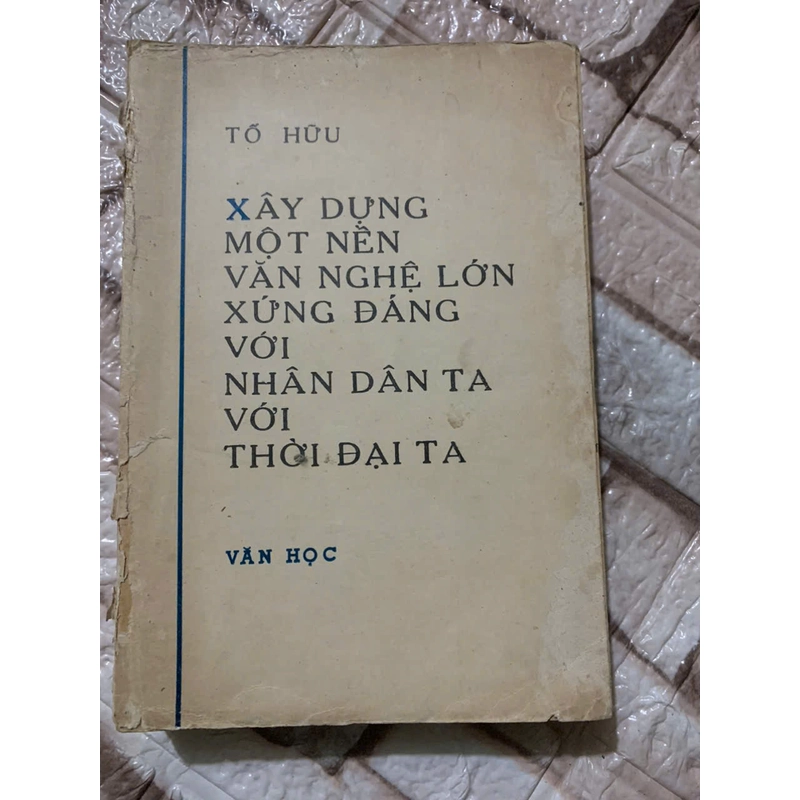 TỐ HỮU
XÂY DỰNG
MỘT NỀN
VĂN NGHỆ LỚN
XỨNG ĐÁNG
VỚI
NHÂN DÂN TA
VỚI
THỜI ĐẠI TA
VĂN HỌC